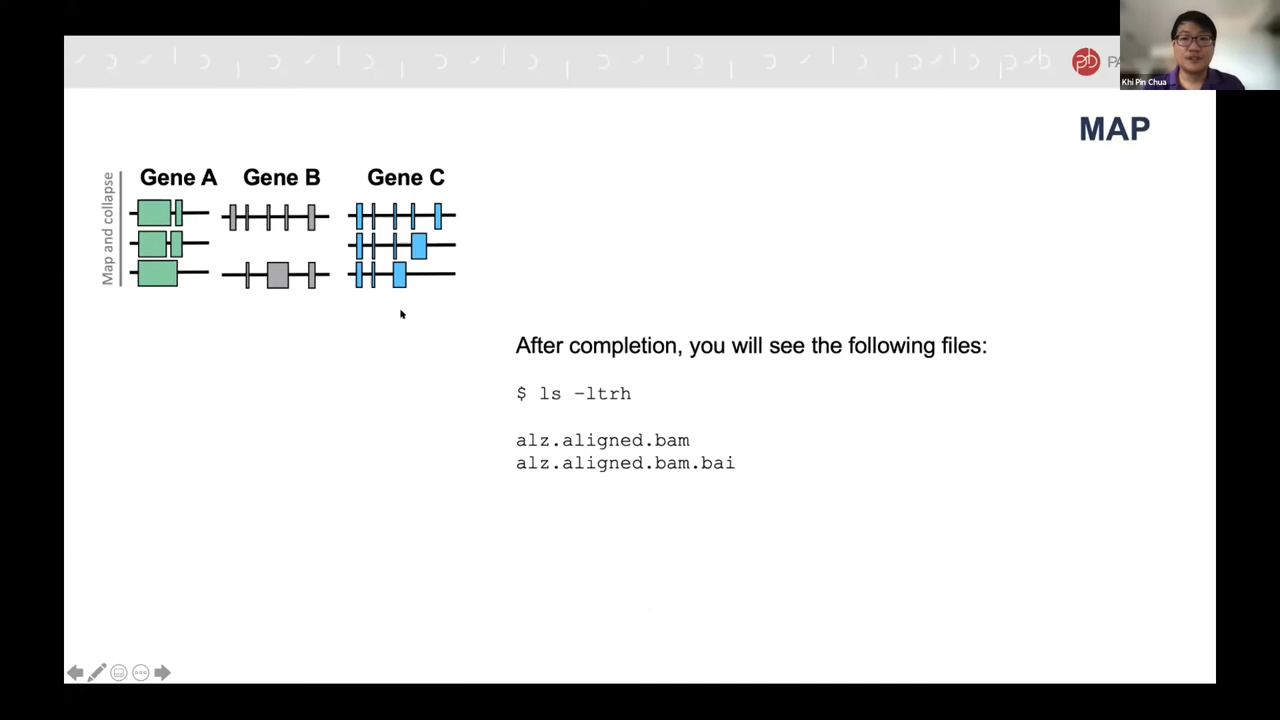 MAP
Khi Pin Chua
Map and collapse
Gene A
Gene B
Gene C
After completion, you will see the following files:
$ ls -ltrh
alz.aligned.bam
alz.aligned.bam.bai